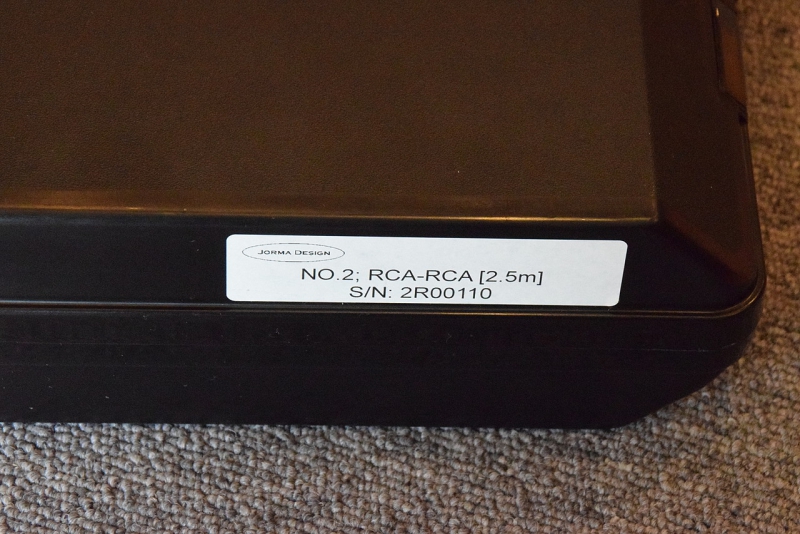 JORMA DESIGN
NO.2; RCA-RCA [2.5m]
S/N: 2R00110